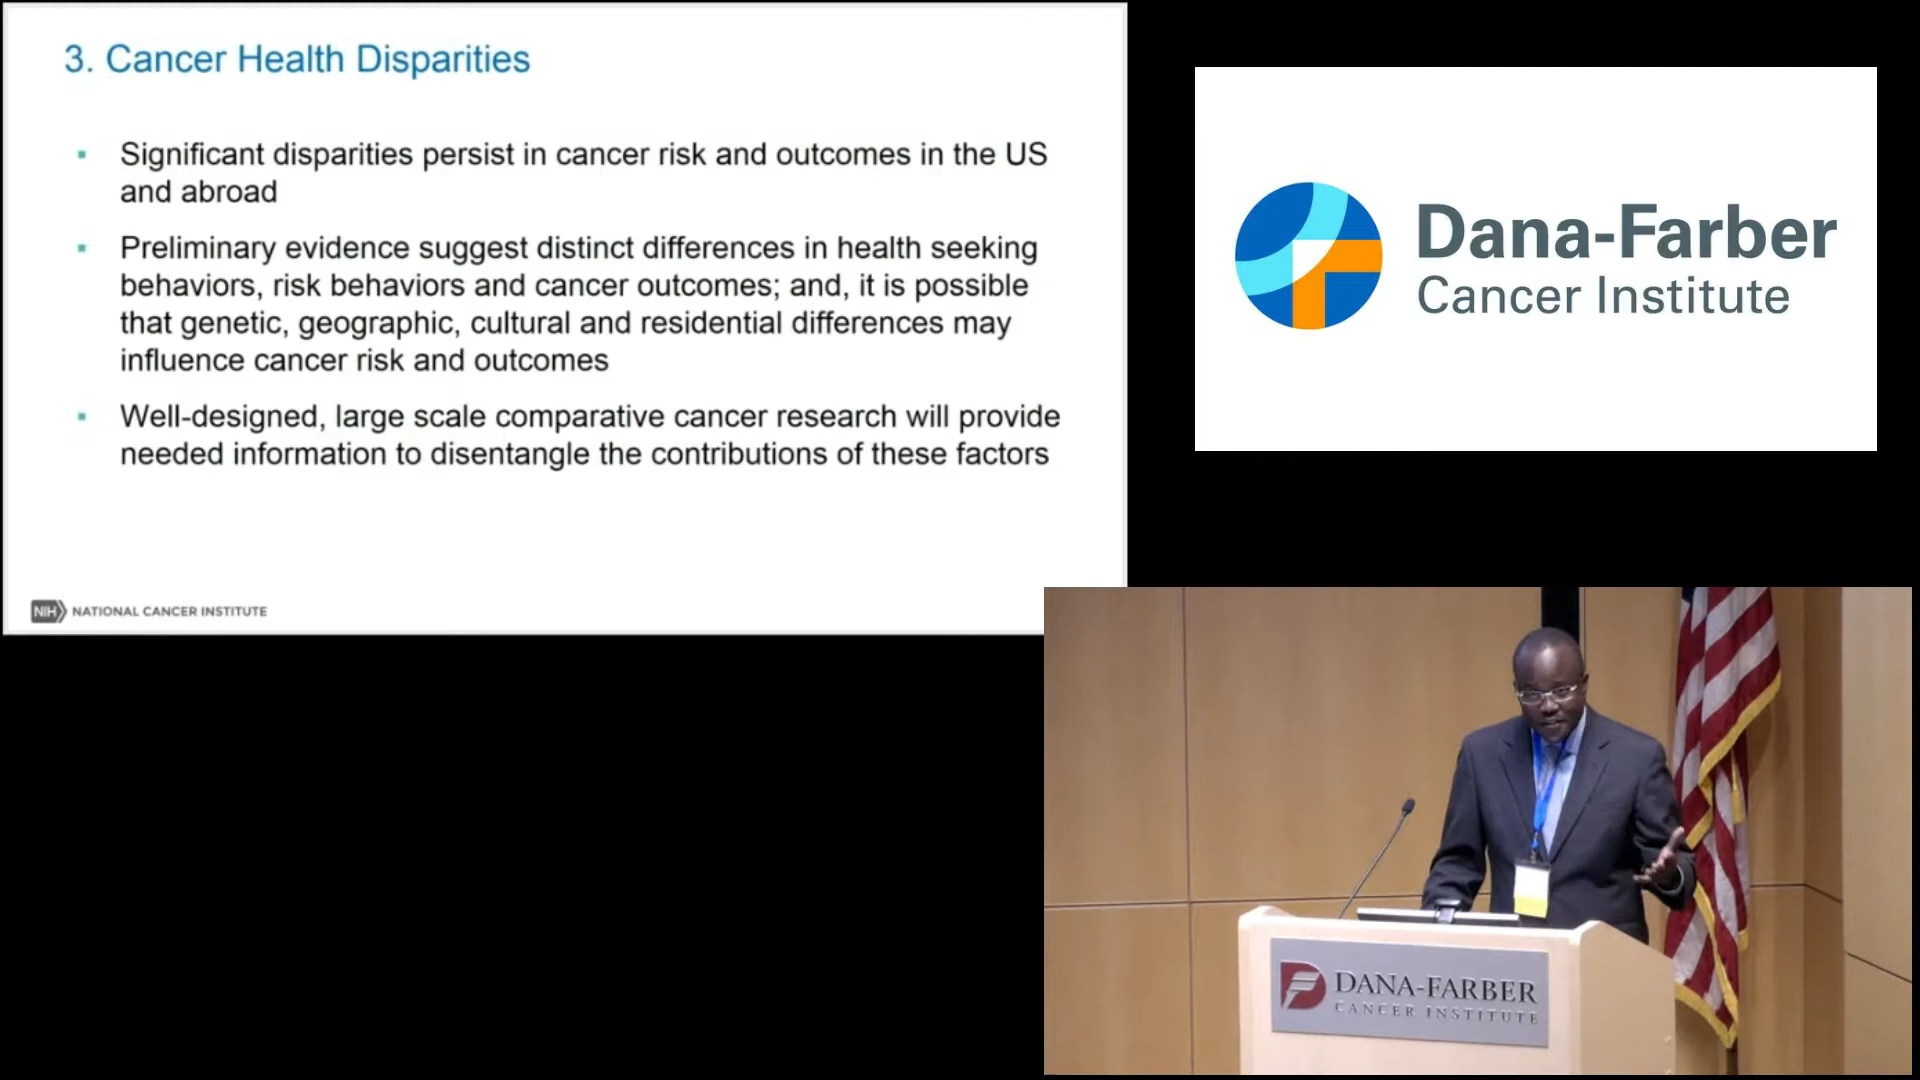 3. Cancer Health Disparities
▪ Significant disparities persist in cancer risk and outcomes in the US
and abroad
▪ Preliminary evidence suggest distinct differences in health seeking
behaviors, risk behaviors and cancer outcomes; and, it is possible
that genetic, geographic, cultural and residential differences may
influence cancer risk and outcomes
▪ Well-designed, large scale comparative cancer research will provide
needed information to disentangle the contributions of these factors
NIH NATIONAL CANCER INSTITUTE
Dana-Farber
Cancer Institute
DANA-FARBER
CANCER INSTITUTE